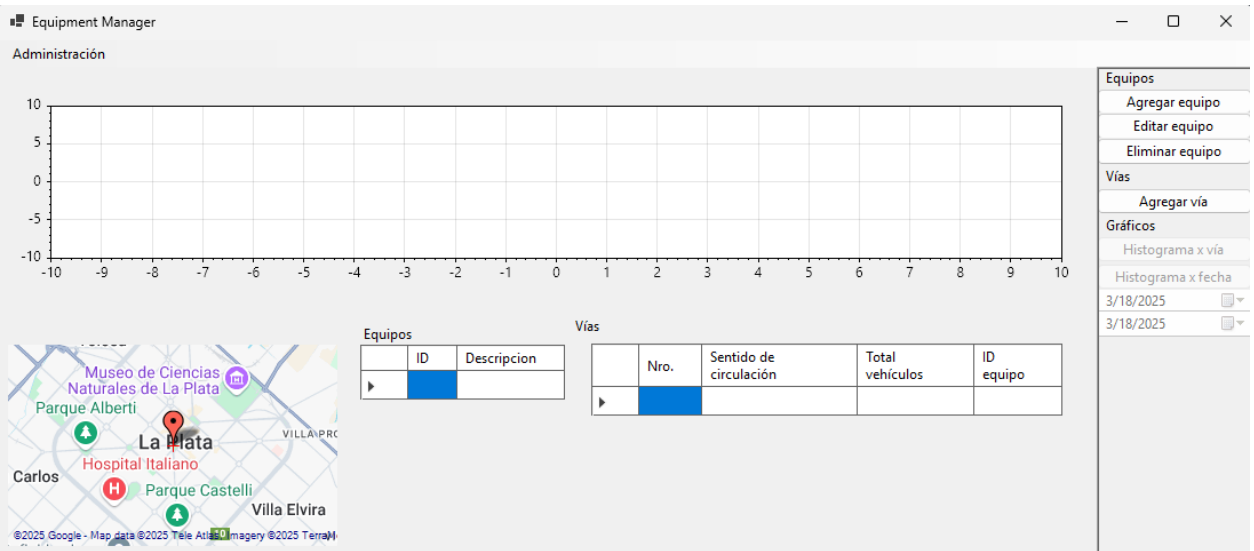 Equipment Manager
Administración
10
5
0
-5
-10
-10 -9 -8 -7 -6 -5 -4 -3 -2 -1 0 1 2 3 4 5 6 7 8 9 10
Equipos
Agregar equipo
Editar equipo
Eliminar equipo
Vías
Agregar vía
Gráficos
Histograma x vía
Histograma x fecha
3/18/2025
3/18/2025
Museo de Ciencias
Naturales de La Plata
Parque Alberti
La Plata
VILLA PRO
Hospital Italiano
Carlos
Parque Castelli
Villa Elvira
©2025 Google - Map data ©2025 Tele Atlas, Imagery ©2025 TerraM
Equipos
ID Descripcion
Vías
Nro. Sentido de circulación Total vehículos ID equipo